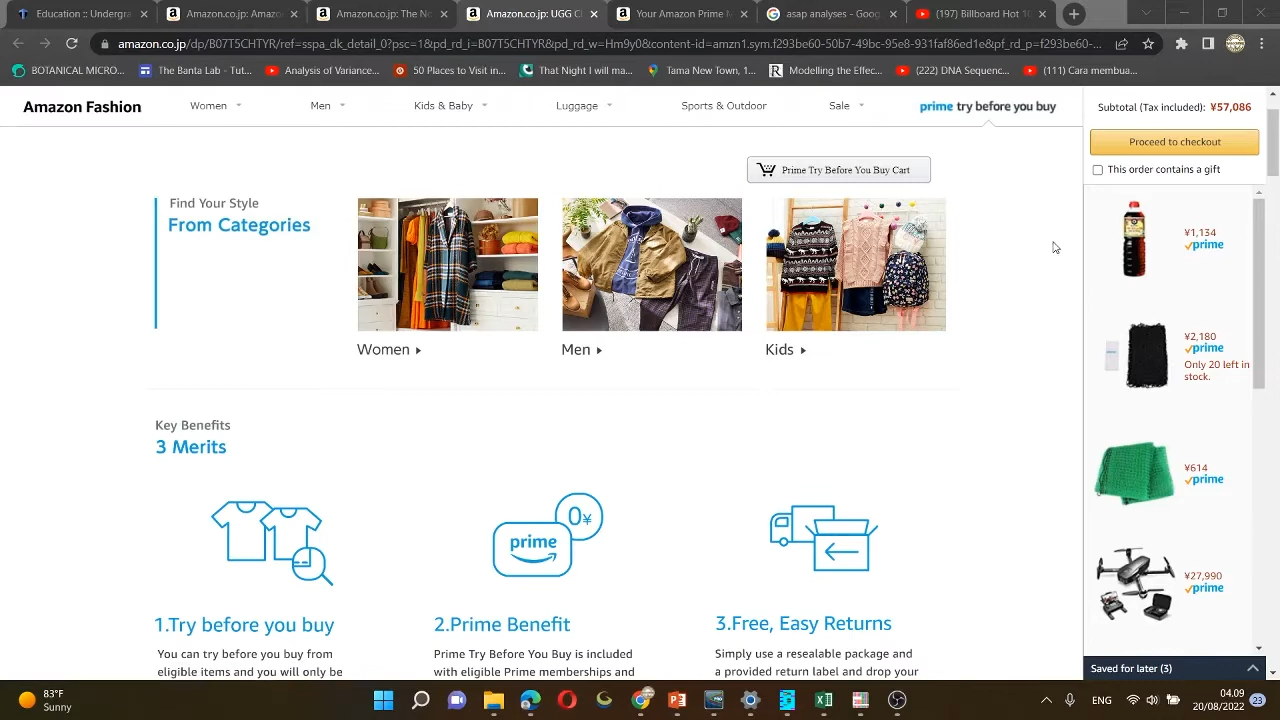 Education :: Undergra
Amazon.co.jp: Amazo
Amazon.co.jp: The No
Amazon.co.jp: UGG Cl
Your Amazon Prime M
asap analyses - Goog
(197) Billboard Hot 10
amazon.co.jp/dp/B07T5CHTYR/ref=sspa_dk_detail_0?psc=1&pd_rd_i=B07T5CHTYR&pd_rd_w=Hm9y0&content-id=amzn1.sym.f293be60-50b7-49bc-95e8-931faf86ed1e&pf_rd_p=f293be60-...
BOTANICAL MICRO...
The Banta Lab - Tut...
Analysis of Variance...
50 Places to Visit in...
That Night I will ma...
Tama New Town, 1...
Modelling the Effec...
(222) DNA Sequenc...
(111) Cara membua...
Amazon Fashion
Women
Men
Kids & Baby
Luggage
Sports & Outdoor
Sale
prime try before you buy
Subtotal (Tax included): ¥57,086
Proceed to checkout
This order contains a gift
Prime Try Before You Buy Cart
Find Your Style
From Categories
Women
Men
Kids
¥1,134
prime
¥2,180
prime
Only 20 left in
stock.
¥614
prime
¥27,990
prime
Key Benefits
3 Merits
prime
0¥
1.Try before you buy
You can try before you buy from
eligible items and you will only be
2.Prime Benefit
Prime Try Before You Buy is included
with eligible Prime memberships and
3.Free, Easy Returns
Simply use a resealable package and
a provided return label and drop your
Saved for later (3)
83°F
Sunny
ENG
04.09
20/08/2022
23